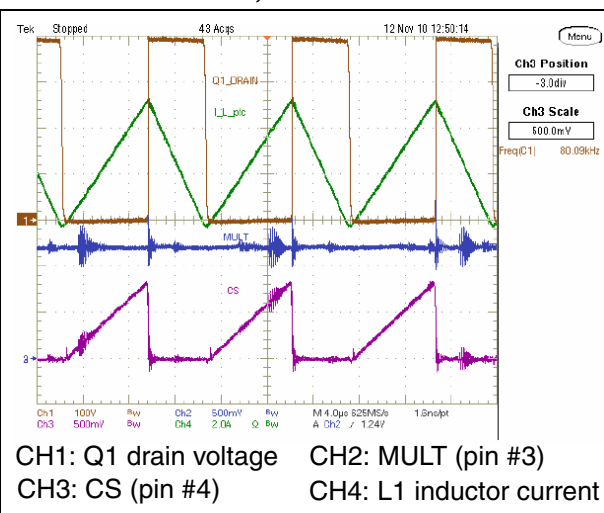 Tek Stopped 43 Acqs 12 Nov 10 12:50:14
Menu
Ch3 Position
-3.0div
Ch3 Scale
500.0mV
Freq(C1) 80.09kHz
Q1_DRAIN
I_L_pfc
1
MULT
CS
3
Ch1 100V Bw Ch2 500mV Bw M 4.0µs 625MS/s 1.6ns/pt
Ch3 500mV Bw Ch4 2.0A Ω Bw A Ch2 / 1.24V
CH1: Q1 drain voltage CH2: MULT (pin #3)
CH3: CS (pin #4) CH4: L1 inductor current